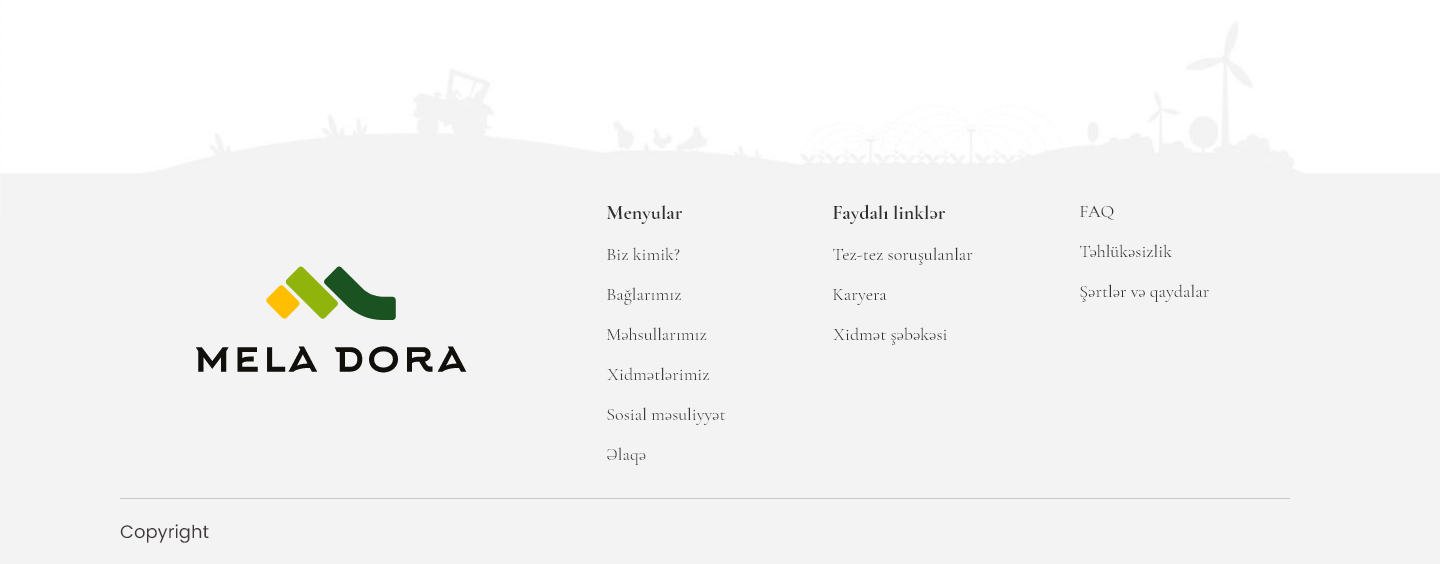 MELA DORA
Menyular
Biz kimik?
Bağlarımız
Məhsullarımız
Xidmətlərimiz
Sosial məsuliyyət
Əlaqə
Faydalı linklər
Tez-tez soruşulanlar
Karyera
Xidmət şəbəkəsi
FAQ
Təhlükəsizlik
Şərtlər və qaydalar
Copyright